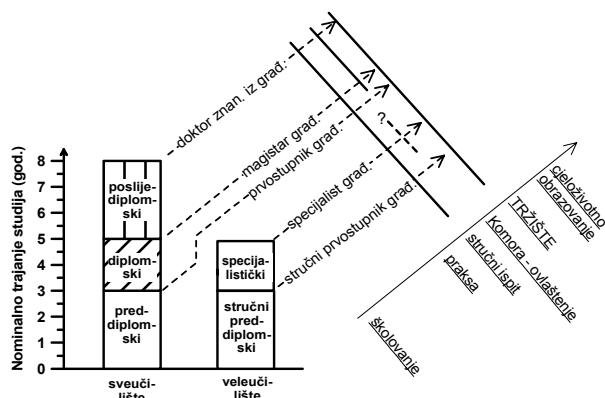 Nominalno trajanje studija (god.)
8
7
6
5
4
3
2
1
0
poslije-
diplom-
ski
diplom-
ski
pred-
diplom-
ski
specija-
listički
stručni
pred-
diplom-
ski
sveuči-
lište
veleuči-
lište
doktor znan. iz građ.
magistar građ.
prvostupnik građ.
specijalist građ.
stručni prvostupnik građ.
?
školovanje
praksa
stručni ispit
Komora - ovlaštenje
TRŽIŠTE
cjeloživotno
obrazovanje